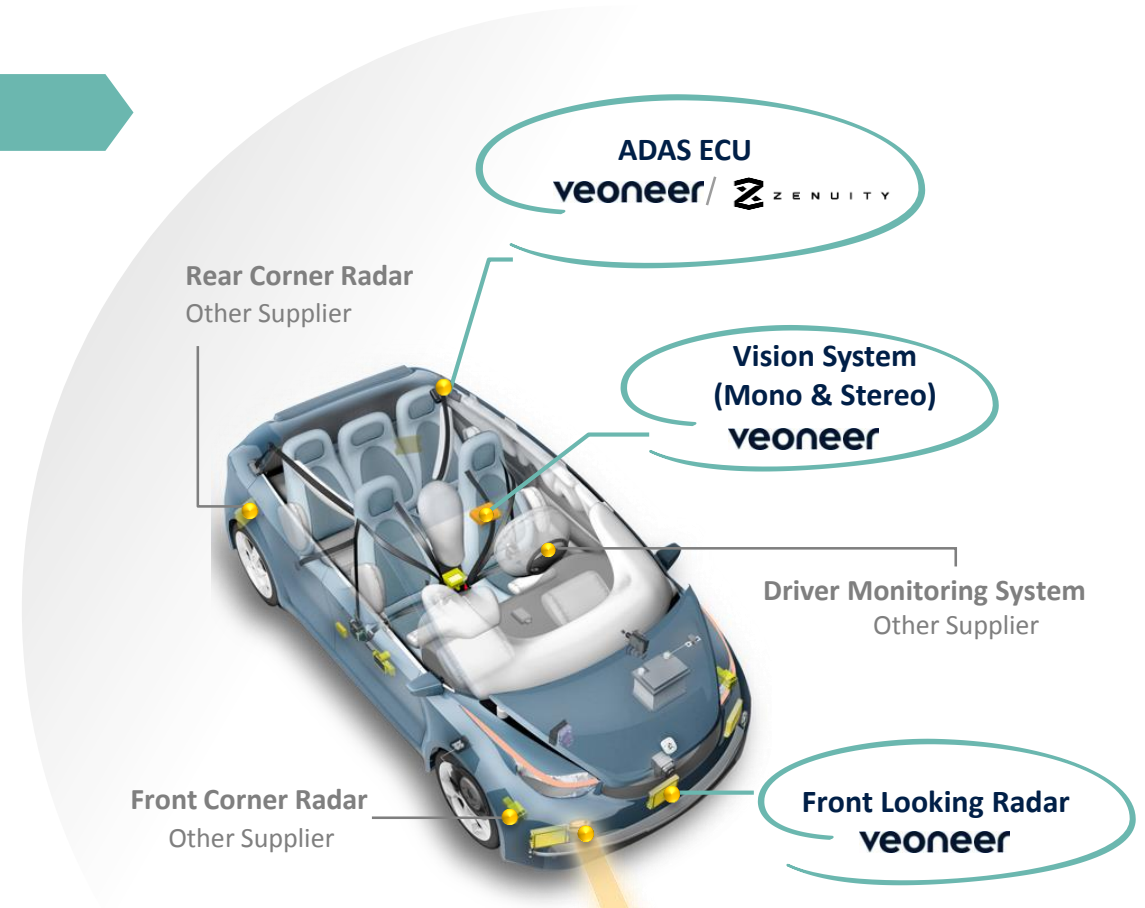 ADAS ECU
veoneer / ZENUITY
Rear Corner Radar
Other Supplier
Vision System
(Mono & Stereo)
veoneer
Driver Monitoring System
Other Supplier
Front Corner Radar
Other Supplier
Front Looking Radar
veoneer